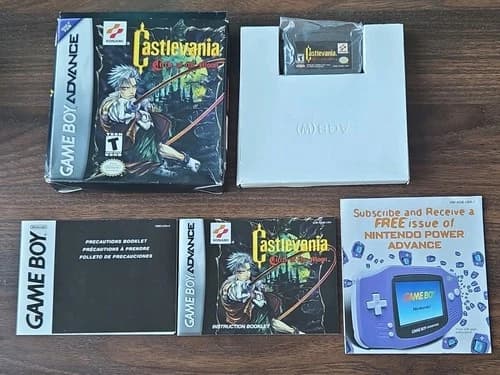 GAME BOY ADVANCE
KONAMI
Castlevania
Circle of the Moon
T
TEEN
Castlevania
T
GAME BOY
PRECAUTIONS BOOKLET
PRÉCAUTIONS À PRENDRE
FOLLETO DE PRECAUCIONES
GAME BOY ADVANCE
KONAMI
Castlevania
Circle of the Moon
INSTRUCTION BOOKLET
Subscribe and Receive a
FREE issue of
NINTENDO POWER
ADVANCE
GAME BOY
Nintendo
GAME BOY ADVANCE